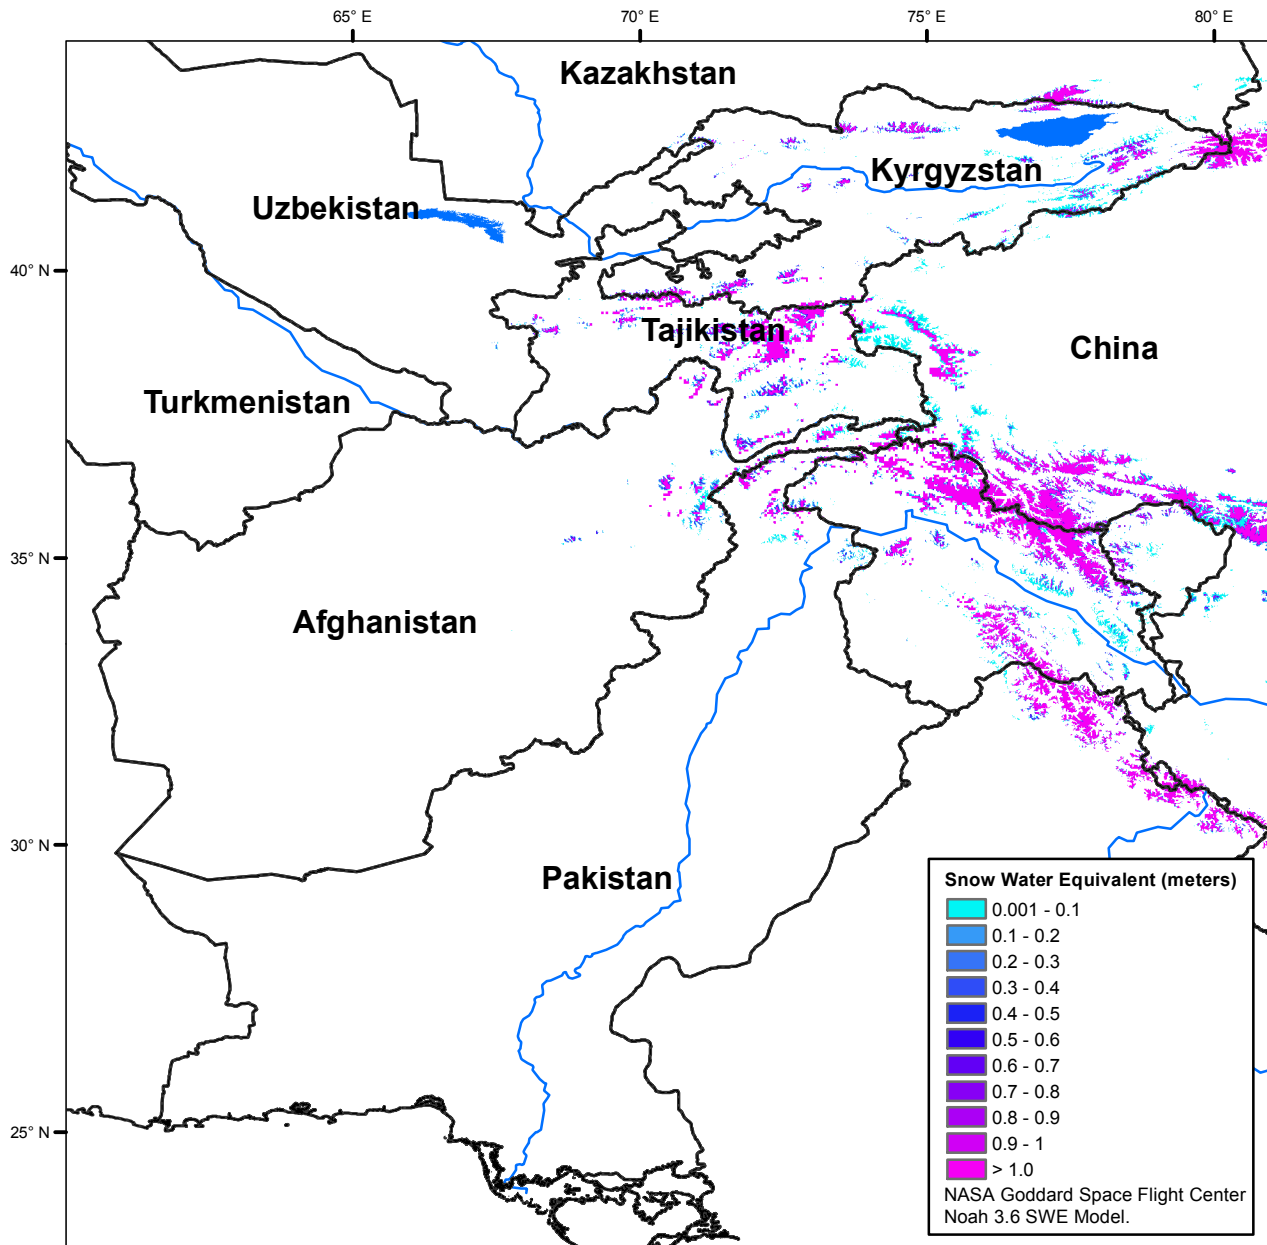 65° E
70° E
75° E
80° E
Kazakhstan
Kyrgyzstan
Uzbekistan
40° N
Tajikistan
China
Turkmenistan
35° N
Afghanistan
30° N
Pakistan
25° N
Snow Water Equivalent (meters)
0.001 - 0.1
0.1 - 0.2
0.2 - 0.3
0.3 - 0.4
0.4 - 0.5
0.5 - 0.6
0.6 - 0.7
0.7 - 0.8
0.8 - 0.9
0.9 - 1
> 1.0
NASA Goddard Space Flight Center
Noah 3.6 SWE Model.